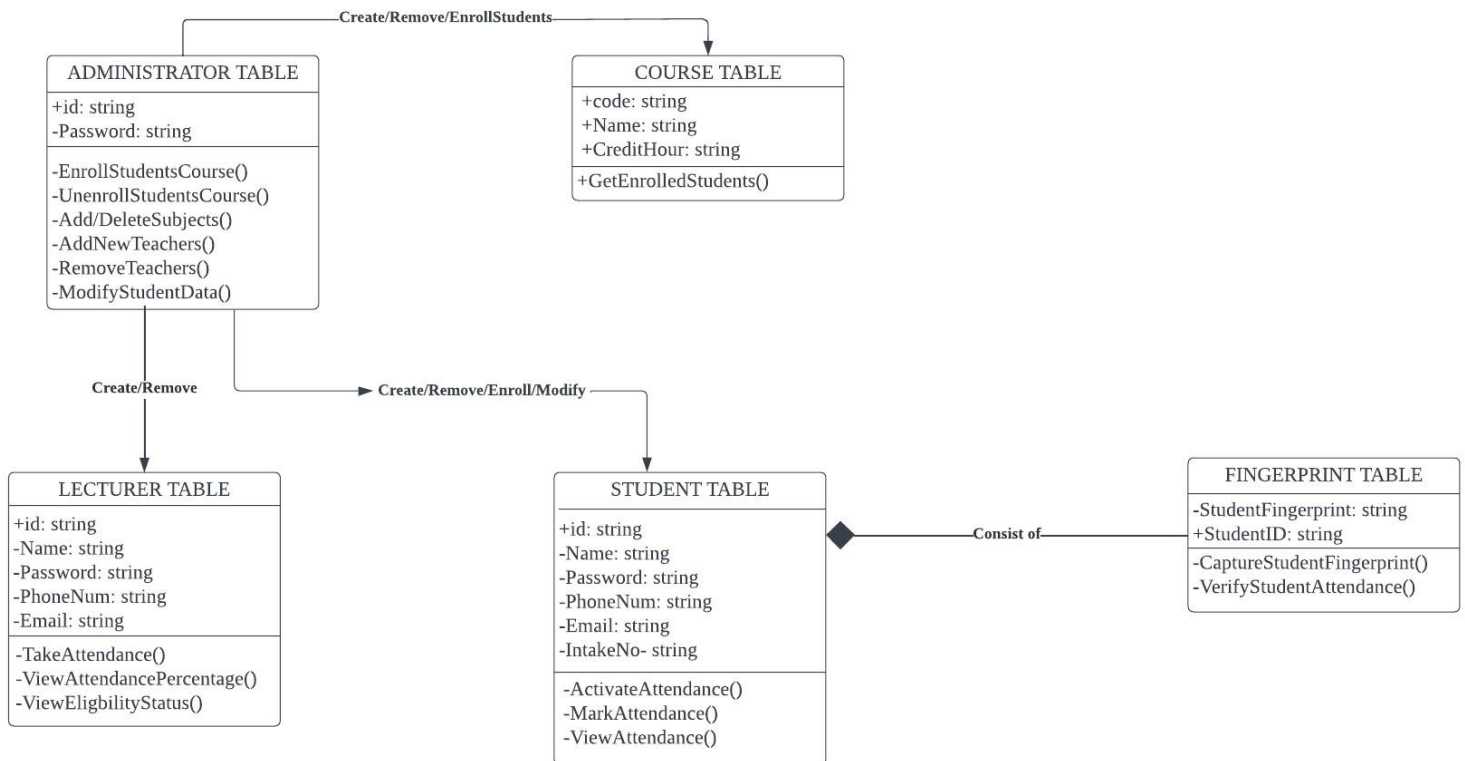 Create/Remove/EnrollStudents
ADMINISTRATOR TABLE
+id: string
-Password: string
-EnrollStudentsCourse()
-UnenrollStudentsCourse()
-Add/DeleteSubjects()
-AddNewTeachers()
-RemoveTeachers()
-ModifyStudentData()
COURSE TABLE
+code: string
+Name: string
+CreditHour: string
+GetEnrolledStudents()
Create/Remove
Create/Remove/Enroll/Modify
LECTURER TABLE
+id: string
-Name: string
-Password: string
-PhoneNum: string
-Email: string
-TakeAttendance()
-ViewAttendancePercentage()
-ViewEligbilityStatus()
STUDENT TABLE
+id: string
-Name: string
-Password: string
-PhoneNum: string
-Email: string
-IntakeNo- string
-ActivateAttendance()
-MarkAttendance()
-ViewAttendance()
Consist of
FINGERPRINT TABLE
-StudentFingerprint: string
+StudentID: string
-CaptureStudentFingerprint()
-VerifyStudentAttendance()